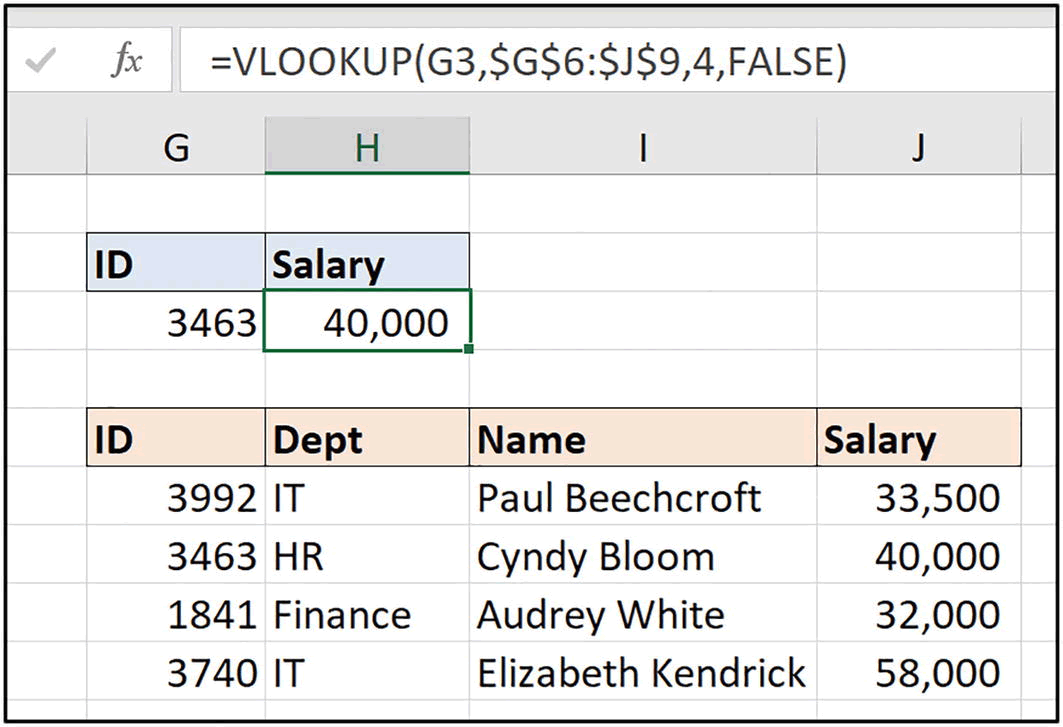 fx =VLOOKUP(G3,$G$6:$J$9,4,FALSE)
G H I J
ID Salary
3463 40,000
ID Dept Name Salary
3992 IT Paul Beechcroft 33,500
3463 HR Cyndy Bloom 40,000
1841 Finance Audrey White 32,000
3740 IT Elizabeth Kendrick 58,000